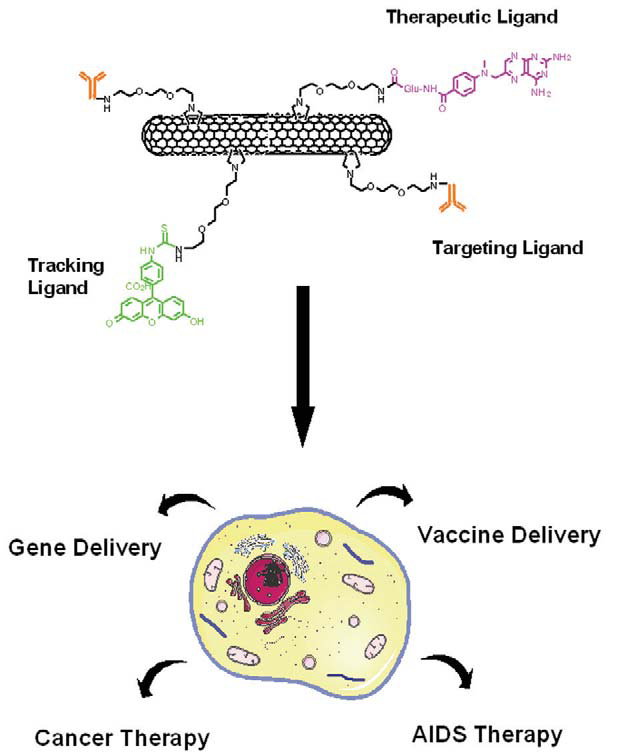 Therapeutic Ligand
N
H
O
O
N
N
O
O
N
H
O
Glu-NH
O
N
N
N
N
N
NH2
NH2
N
O
O
N
O
O
H
N
Targeting Ligand
S
HN
N
H
CO2H
O
O
OH
Tracking
Ligand
Gene Delivery
Vaccine Delivery
Cancer Therapy
AIDS Therapy